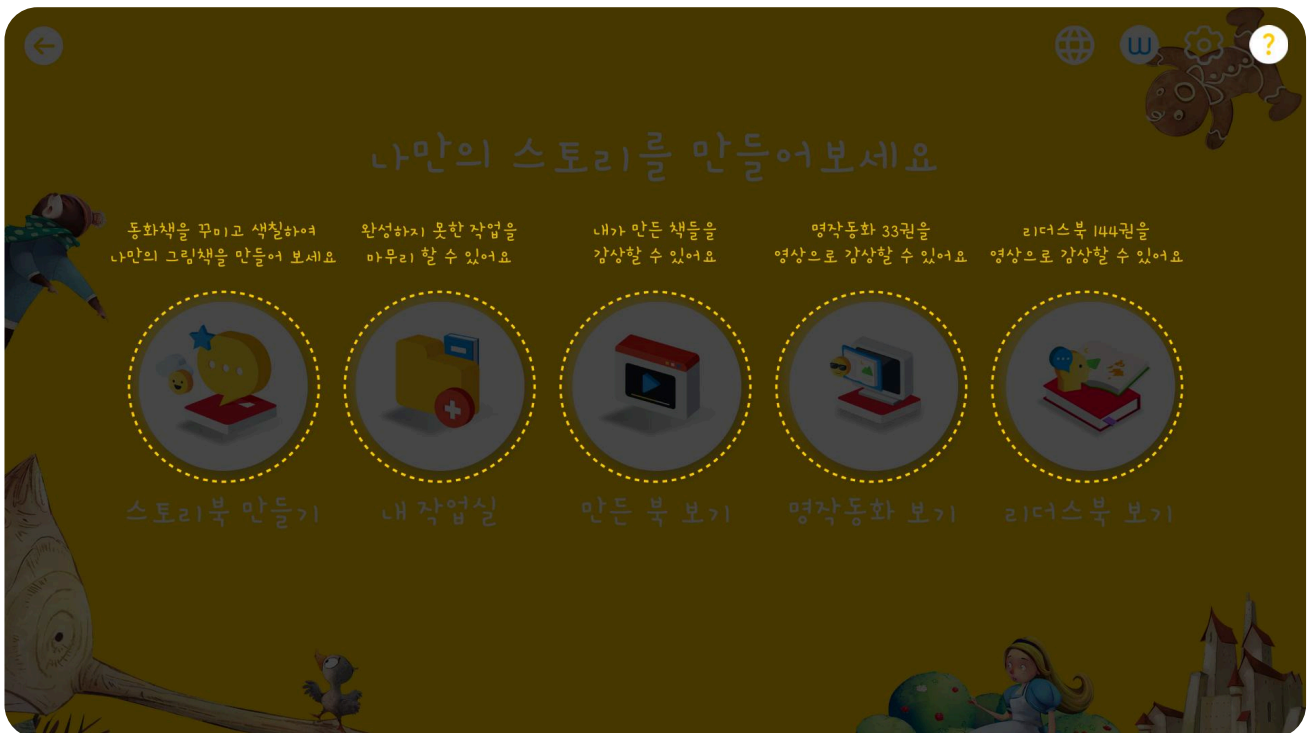 W
?
나만의 스토리를 만들어보세요
동화책을 꾸미고 색칠하여
나만의 그림책을 만들어 보세요
완성하지 못한 작업을
마무리 할 수 있어요
내가 만든 책들을
감상할 수 있어요
명작동화 33권을
영상으로 감상할 수 있어요
리더스북 144권을
영상으로 감상할 수 있어요
스토리북 만들기
내 작업실
만든 북 보기
명작동화 보기
리더스북 보기